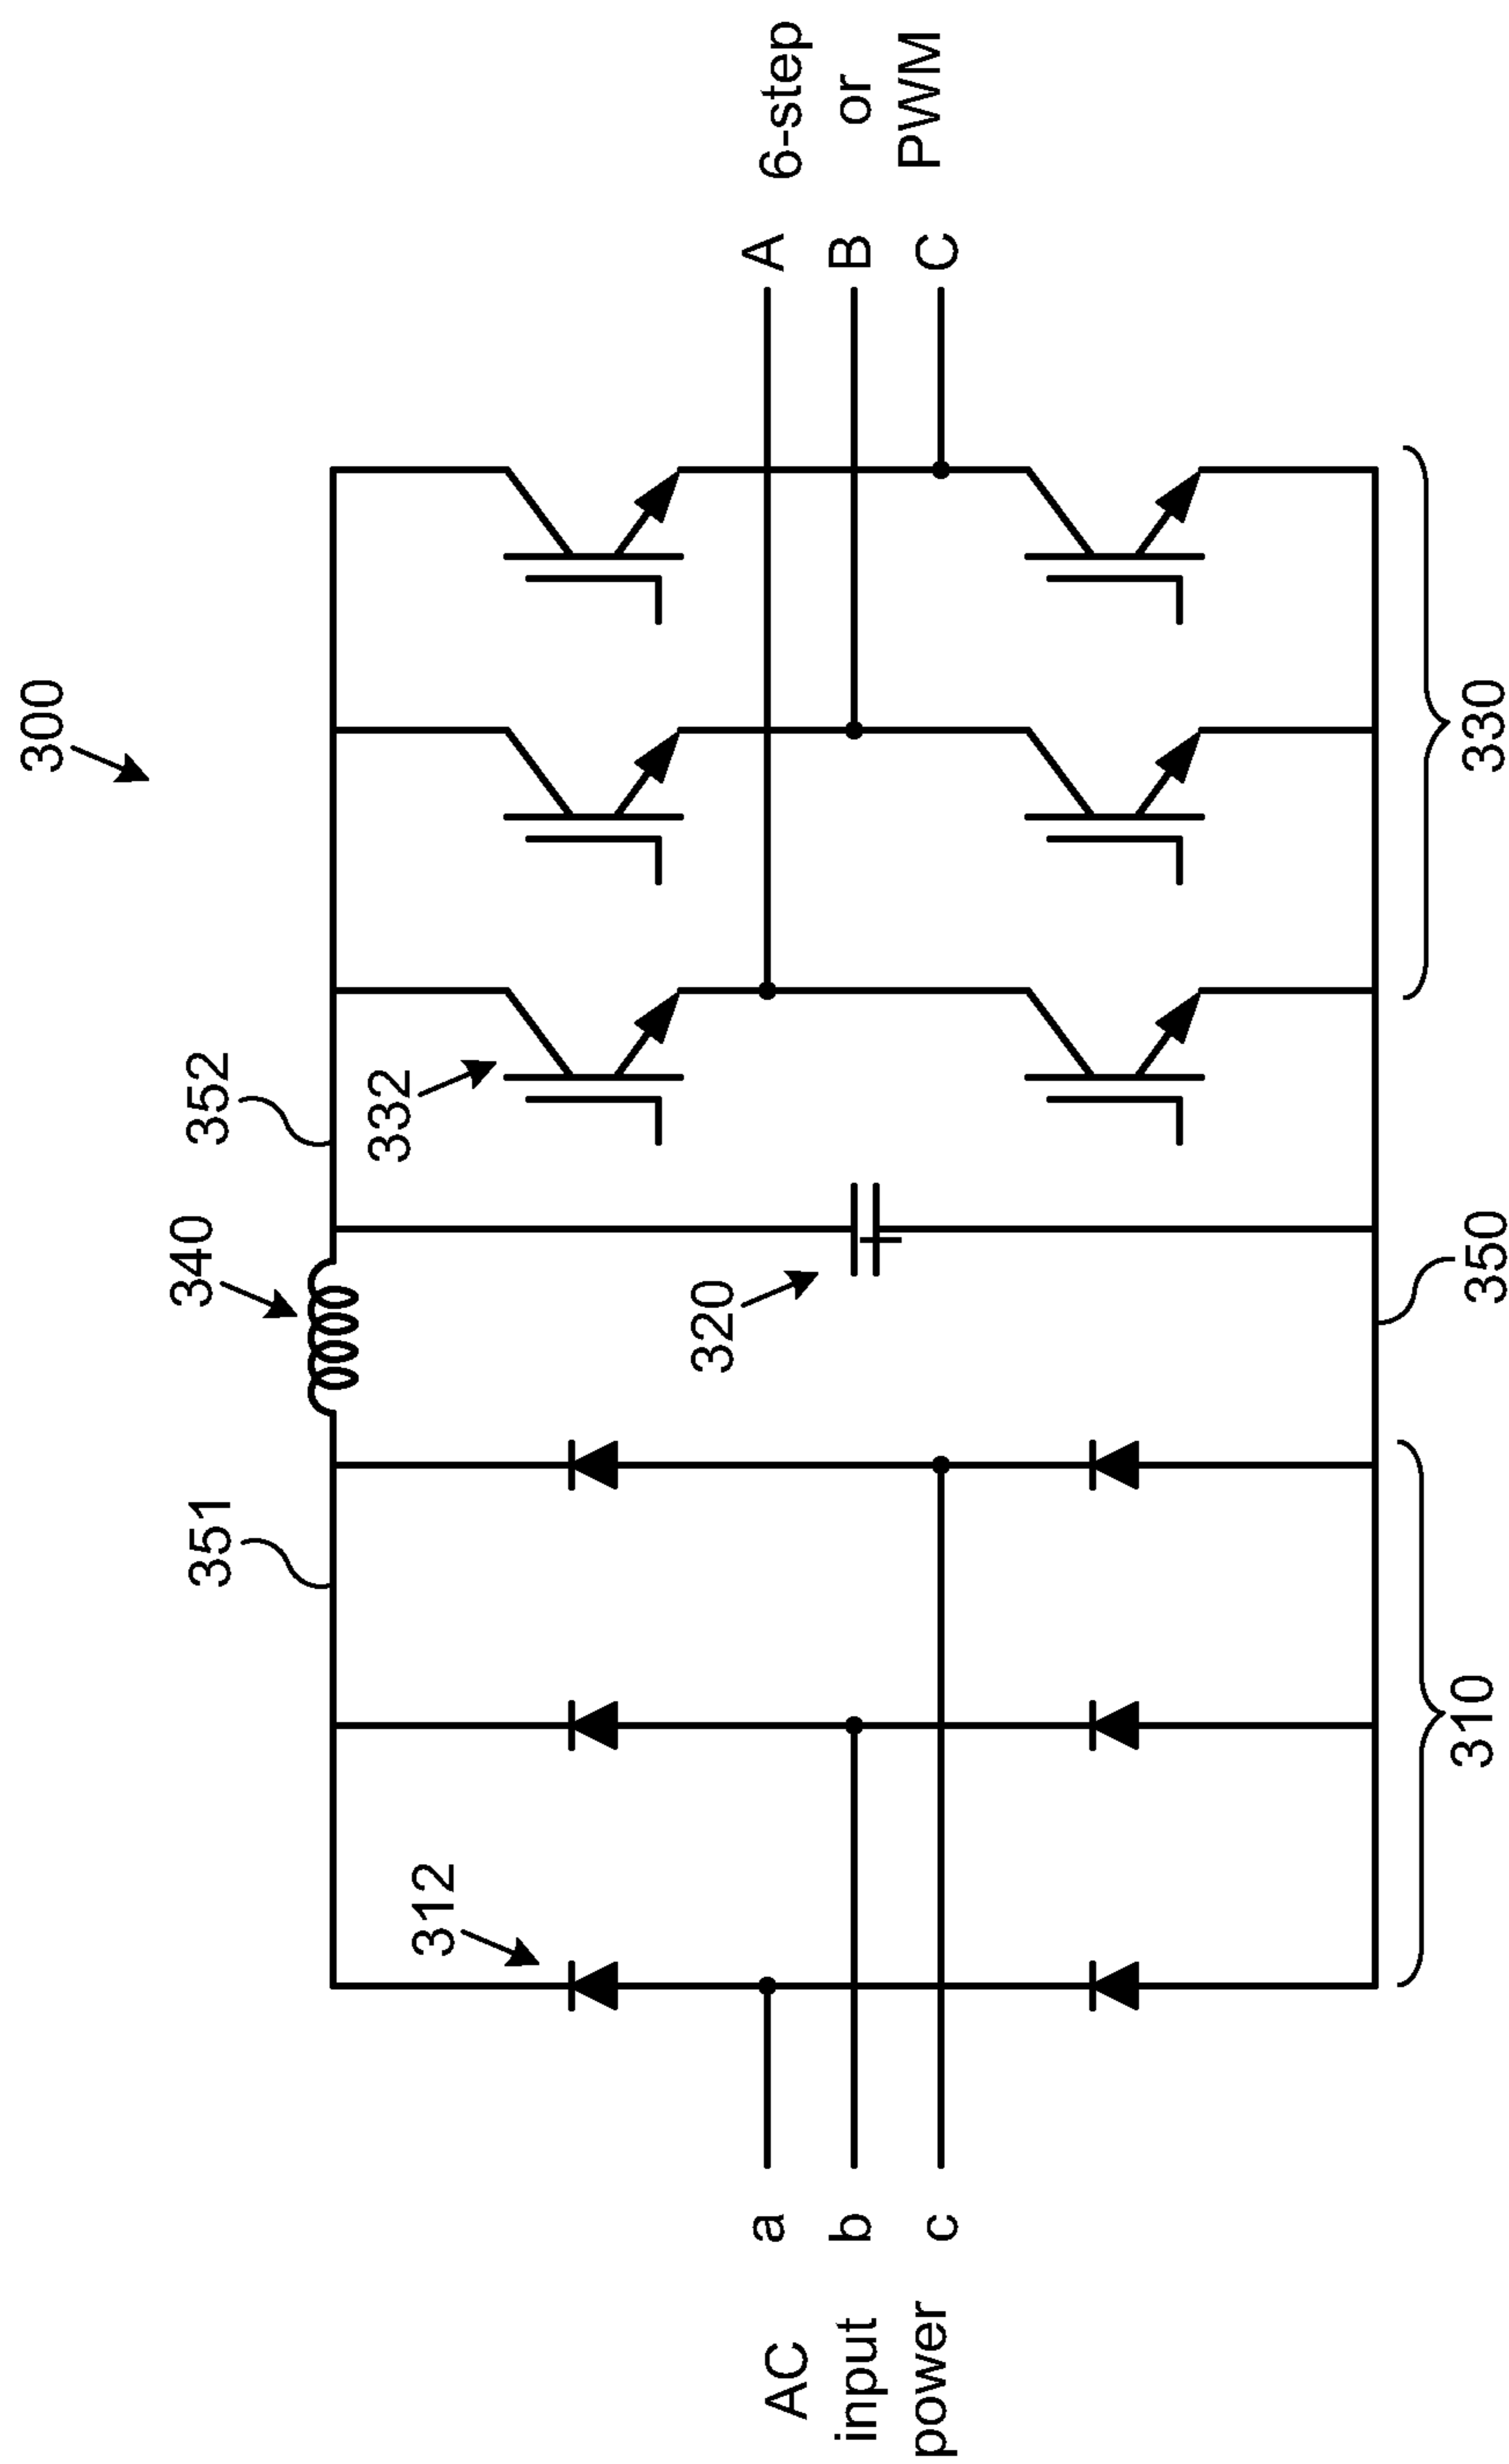 300
340
352
351
332
312
320
AC
input
power
a
b
c
A
B
C
6-step
or
PWM
310
350
330